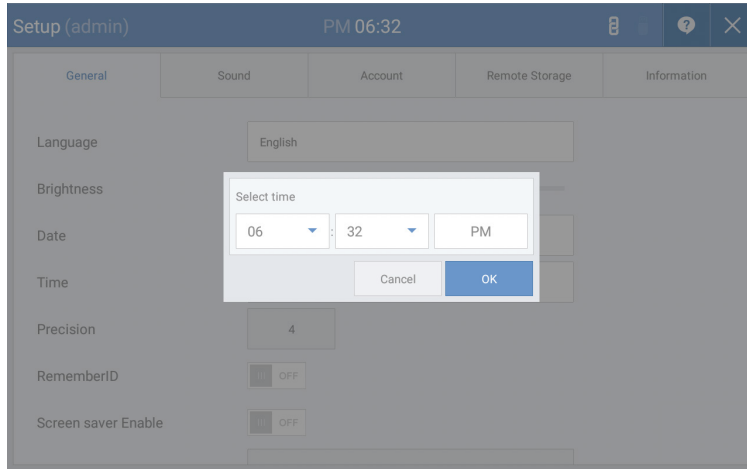 Setup (admin) PM 06:32
General Sound Account Remote Storage Information
Language English
Brightness
Select time
06 : 32 PM
Date
Time
Cancel OK
Precision 4
RememberID OFF
Screen saver Enable OFF